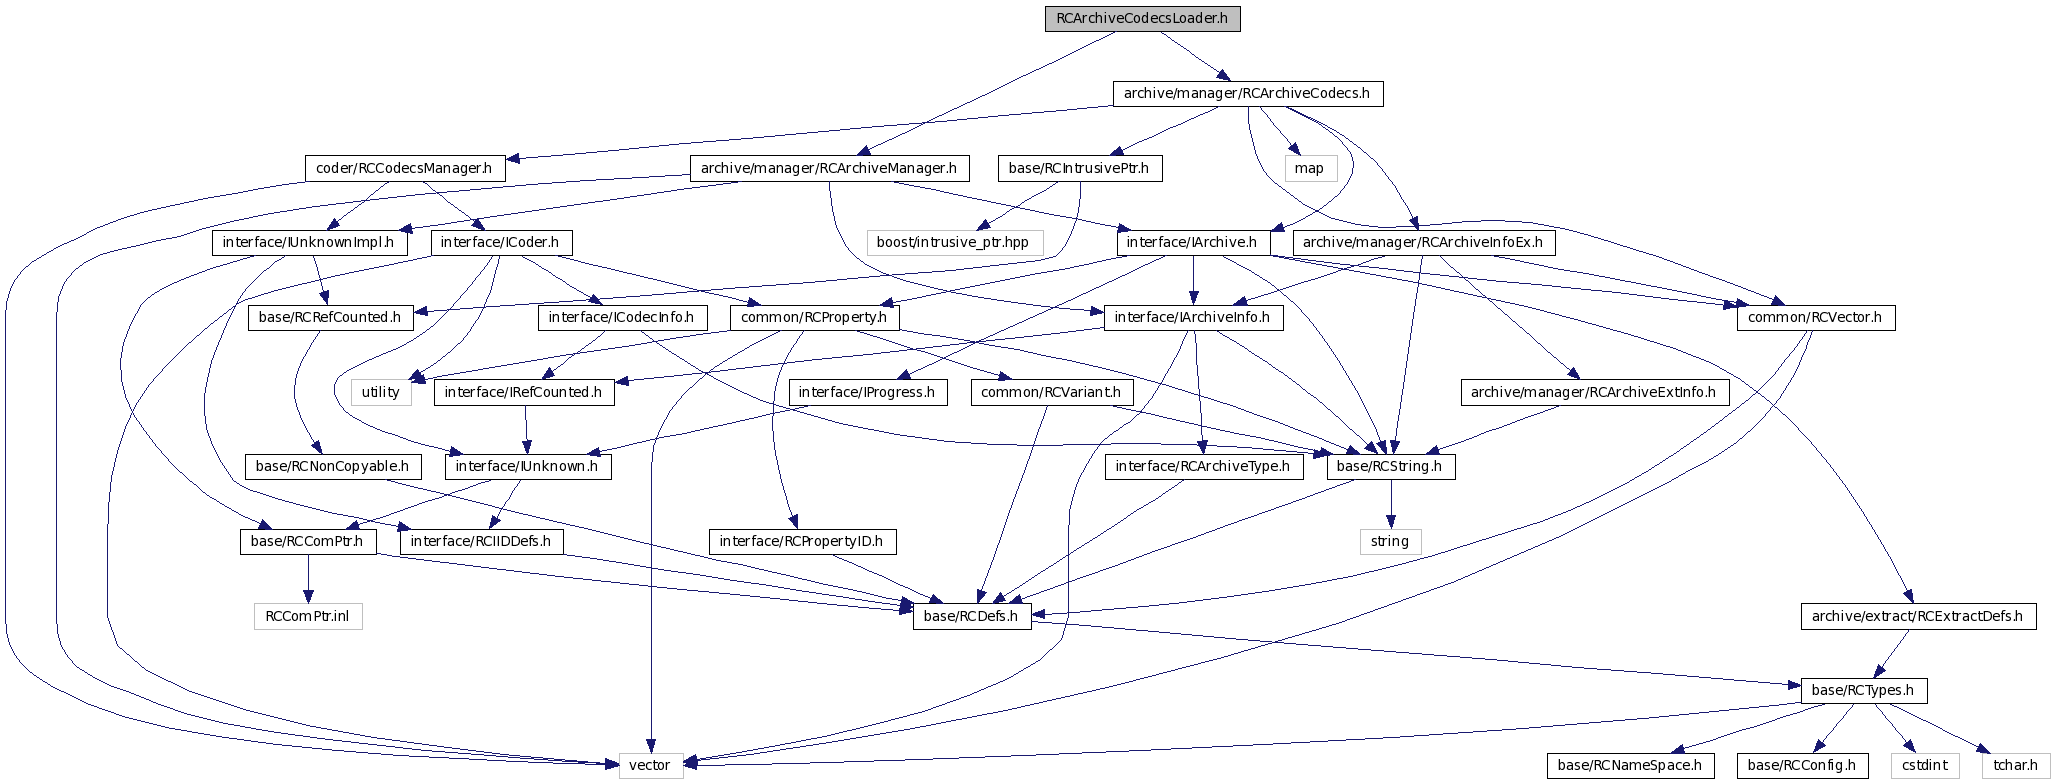 RCArchiveCodecsLoader.h
archive/manager/RCArchiveCodecs.h
coder/RCCodecsManager.h
archive/manager/RCArchiveManager.h
base/RCIntrusivePtr.h
map
interface/IUnknownImpl.h
interface/ICoder.h
boost/intrusive_ptr.hpp
interface/IArchive.h
archive/manager/RCArchiveInfoEx.h
base/RCRefCounted.h
interface/ICodecInfo.h
common/RCProperty.h
interface/IArchiveInfo.h
common/RCVector.h
utility
interface/IRefCounted.h
interface/IProgress.h
common/RCVariant.h
archive/manager/RCArchiveExtInfo.h
base/RCNonCopyable.h
interface/IUnknown.h
interface/RCArchiveType.h
base/RCString.h
base/RCComPtr.h
interface/RCIIDDefs.h
interface/RCPropertyID.h
string
RCComPtr.inl
base/RCDefs.h
archive/extract/RCExtractDefs.h
base/RCTypes.h
vector
base/RCNameSpace.h
base/RCConfig.h
cstdint
tchar.h